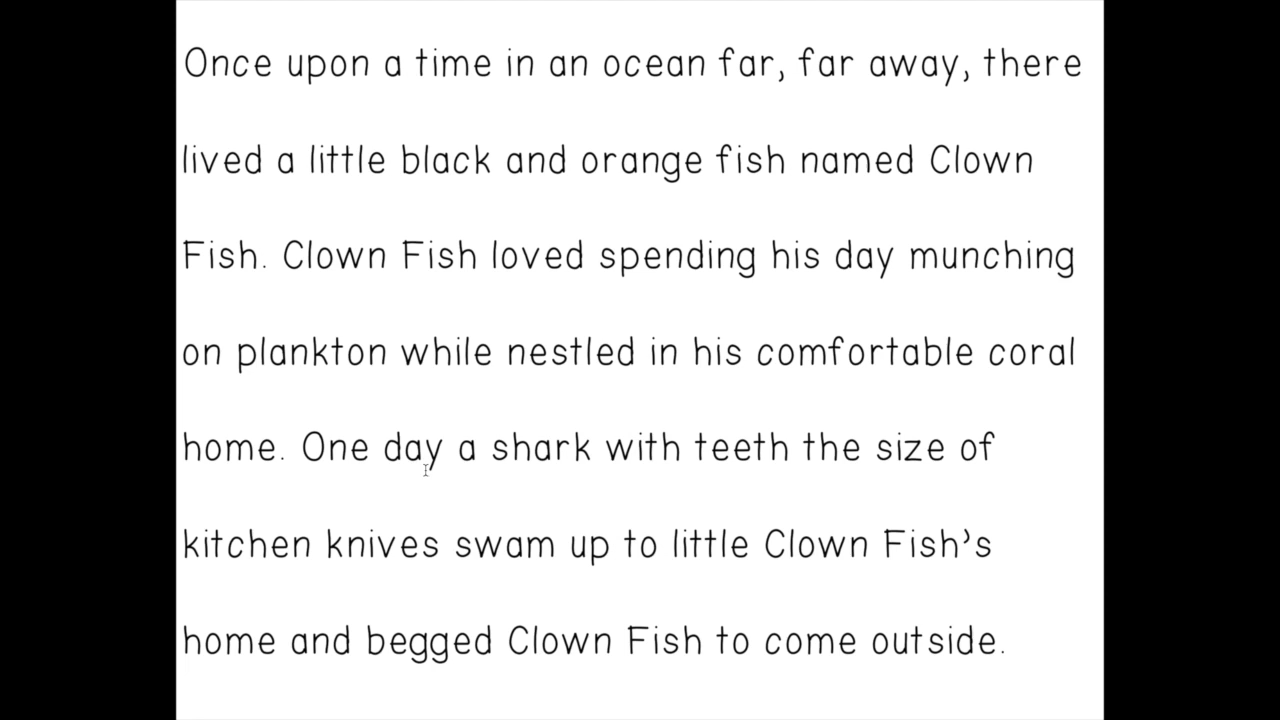 Once upon a time in an ocean far, far away, there
lived a little black and orange fish named Clown
Fish. Clown Fish loved spending his day munching
on plankton while nestled in his comfortable coral
home. One day a shark with teeth the size of
kitchen knives swam up to little Clown Fish’s
home and begged Clown Fish to come outside.